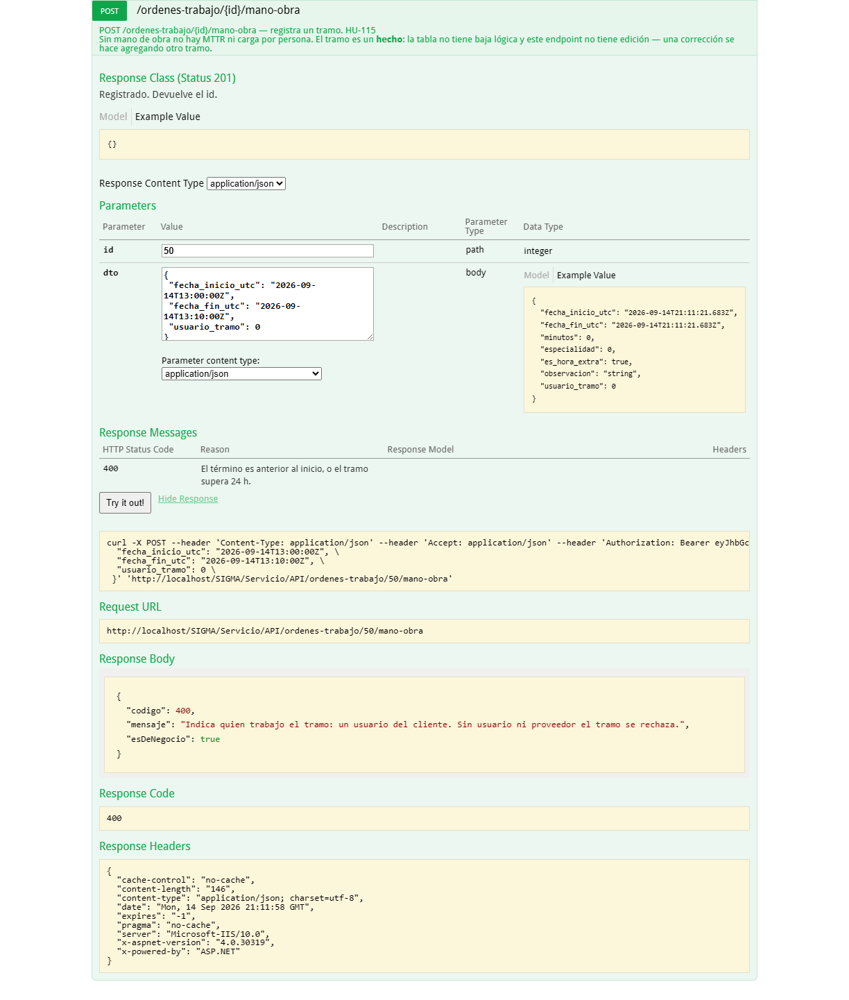 POST /ordenes-trabajo/{id}/mano-obra
POST /ordenes-trabajo/{id}/mano-obra — registra un tramo. HU-115
Sin mano de obra no hay MTTR ni carga por persona. El tramo es un hecho: la tabla no tiene baja lógica y este endpoint no tiene edición — una corrección se
hace agregando otro tramo.
Response Class (Status 201)
Registrado. Devuelve el id.
Model Example Value
{}
Response Content Type application/json
Parameters
Parameter Value Description Parameter Type Data Type
id 50 path integer
dto body
{
"fecha_inicio_utc": "2026-09-
14T13:00:00Z",
"fecha_fin_utc": "2026-09-
14T13:10:00Z",
"usuario_tramo": 0
}
Parameter content type:
application/json
Model Example Value
{
"fecha_inicio_utc": "2026-09-14T21:11:21.683Z",
"fecha_fin_utc": "2026-09-14T21:11:21.683Z",
"minutos": 0,
"especialidad": 0,
"es_hora_extra": true,
"observacion": "string",
"usuario_tramo": 0
}
Response Messages
HTTP Status Code Reason Response Model Headers
400 El término es anterior al inicio, o el tramo
supera 24 h.
Try it out! Hide Response
curl -X POST --header 'Content-Type: application/json' --header 'Accept: application/json' --header 'Authorization: Bearer eyJhbGc
"fecha_inicio_utc": "2026-09-14T13:00:00Z", \
"fecha_fin_utc": "2026-09-14T13:10:00Z", \
"usuario_tramo": 0 \
}' 'http://localhost/SIGMA/Servicio/API/ordenes-trabajo/50/mano-obra'
Request URL
http://localhost/SIGMA/Servicio/API/ordenes-trabajo/50/mano-obra
Response Body
{
"codigo": 400,
"mensaje": "Indica quien trabajo el tramo: un usuario del cliente. Sin usuario ni proveedor el tramo se rechaza.",
"esDeNegocio": true
}
Response Code
400
Response Headers
{
"cache-control": "no-cache",
"content-length": "146",
"content-type": "application/json; charset=utf-8",
"date": "Mon, 14 Sep 2026 21:11:58 GMT",
"expires": "-1",
"pragma": "no-cache",
"server": "Microsoft-IIS/10.0",
"x-aspnet-version": "4.0.30319",
"x-powered-by": "ASP.NET"
}